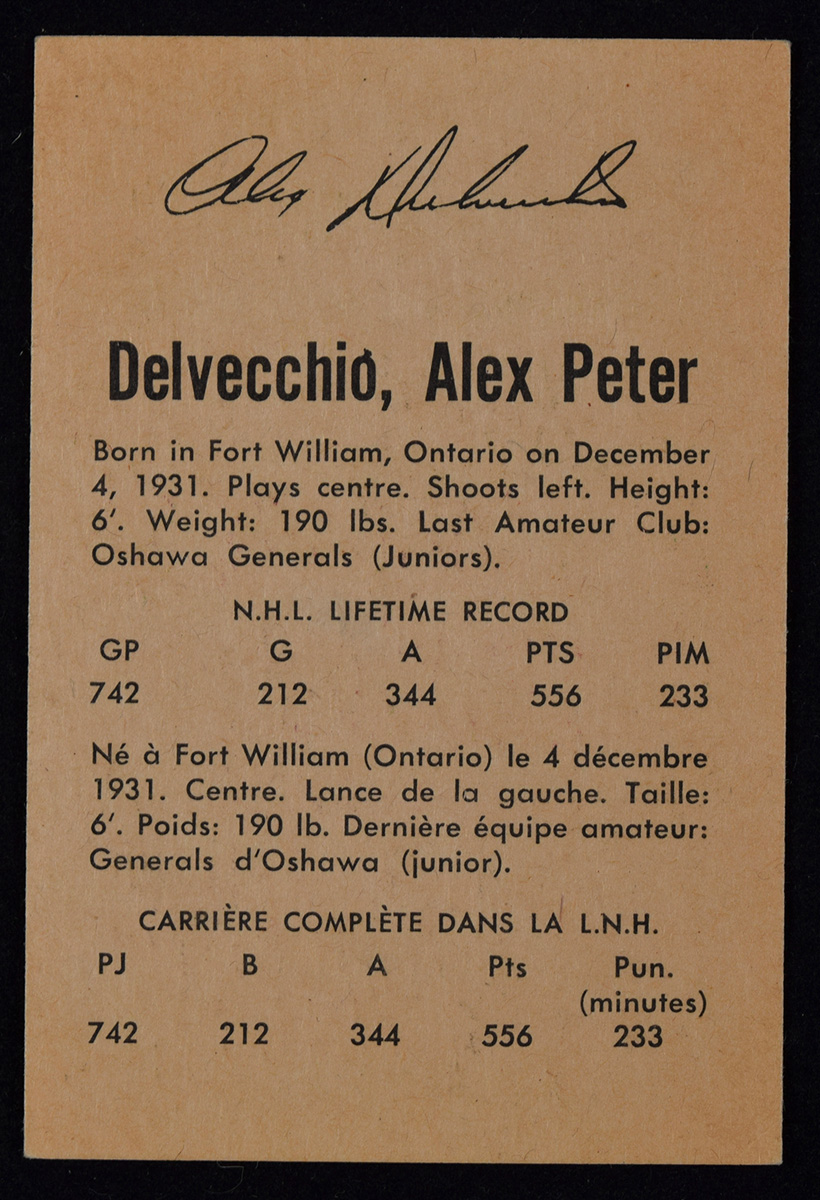 Alex Delvecchio
Delvecchio, Alex Peter
Born in Fort William, Ontario on December
4, 1931. Plays centre. Shoots left. Height:
6'. Weight: 190 lbs. Last Amateur Club:
Oshawa Generals (Juniors).
N.H.L. LIFETIME RECORD
GP G A PTS PIM
742 212 344 556 233
Né à Fort William (Ontario) le 4 décembre
1931. Centre. Lance de la gauche. Taille:
6'. Poids: 190 lb. Dernière équipe amateur:
Generals d'Oshawa (junior).
CARRIÈRE COMPLÈTE DANS LA L.N.H.
PJ B A Pts Pun.
(minutes)
742 212 344 556 233